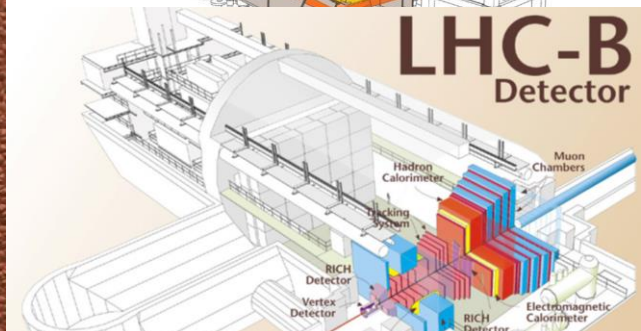 LHC-B
Detector
Muon
Chambers
Hadron
Calorimeter
Tracking
System
RICH
Detector
Vertex
Detector
Electromagnetic
Calorimeter
RICH
Detector